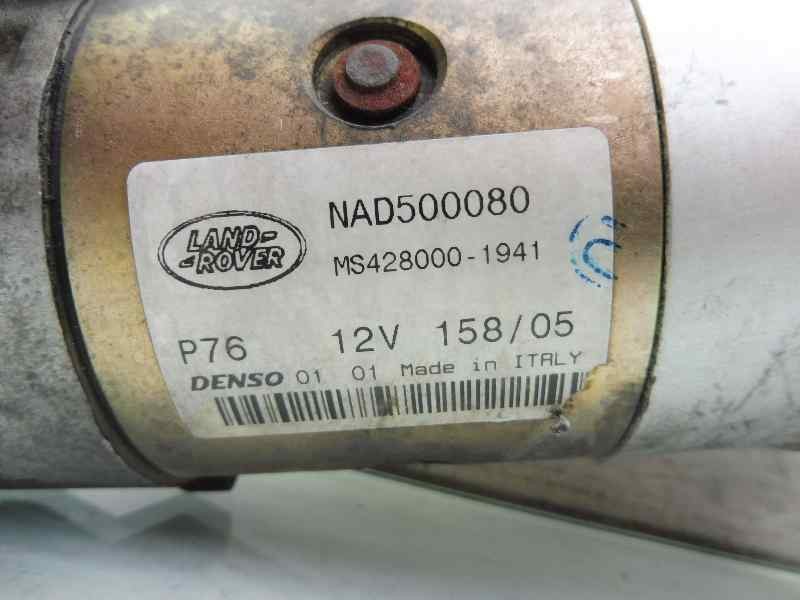 NAD500080
LAND-
-ROVER
MS428000-1941
P76 12V 158/05
DENSO 01 01 Made in ITALY